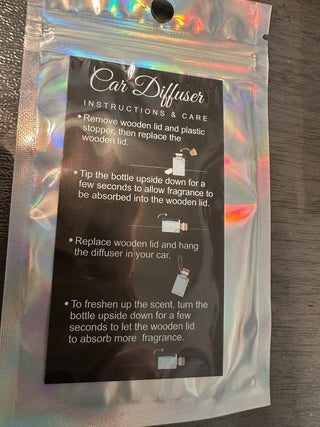 Car Diffuser
INSTRUCTIONS & CARE
• Remove wooden lid and plastic
stopper, then replace the
wooden lid.
• Tip the bottle upside down for a
few seconds to allow fragrance to
be absorbed into the wooden lid.
• Replace wooden lid and hang
the diffuser in your car.
• To freshen up the scent, turn the
bottle upside down for a few
seconds to let the wooden lid
to absorb more fragrance.